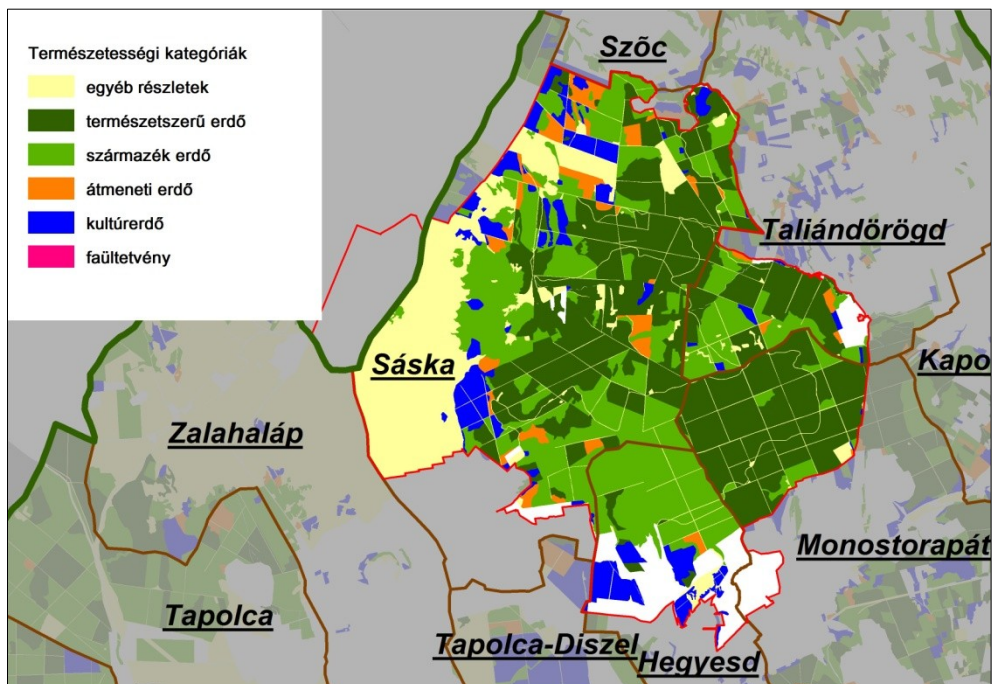 Természetességi kategóriák
egyéb részletek
természetszerű erdő
származék erdő
átmeneti erdő
kultúrerdő
faültetvény
Szõc
Taliándörögd
Kapo
Sáska
Zalahaláp
Monostorapát
Tapolca
Tapolca-Diszel
Hegyesd